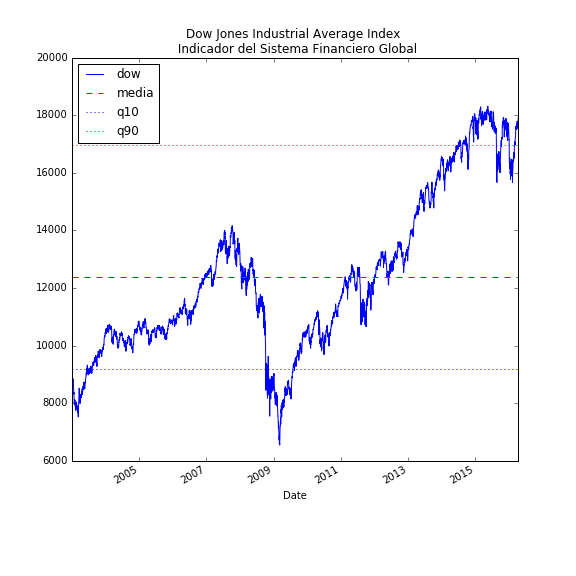 Dow Jones Industrial Average Index
Indicador del Sistema Financiero Global
20000
18000
16000
14000
12000
10000
8000
6000
dow
media
q10
q90
2005
2007
2009
2011
2013
2015
Date